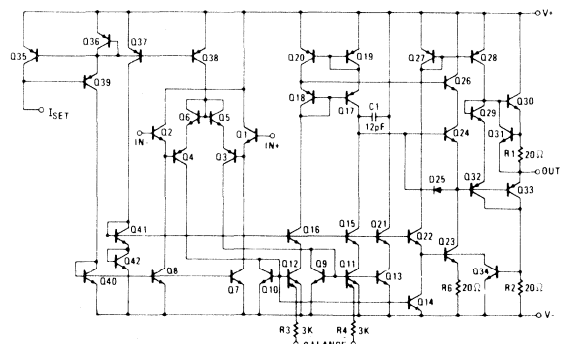 V+
Q36
Q37
Q35
Q38
Q39
Q20
Q19
Q27
Q28
Q26
Q18
Q17
C1
12pF
Q29
Q30
Q31
R1
20Ω
OUT
ISET
Q6
Q5
Q2
Q1
IN-
IN+
Q4
Q3
Q24
D25
Q32
Q33
Q41
Q42
Q16
Q15
Q21
Q22
Q23
Q40
Q8
Q7
Q10
Q12
Q9
Q11
Q13
Q14
Q34
R6
20Ω
R2
20Ω
V-
R3
3K
R4
3K
BALANCE